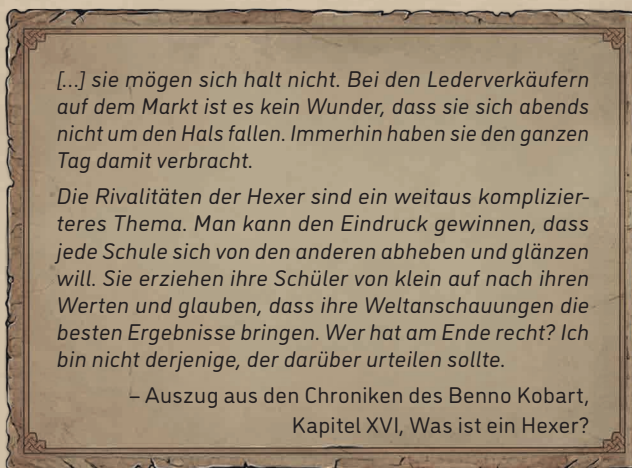 [...] sie mögen sich halt nicht. Bei den Lederverkäufern
auf dem Markt ist es kein Wunder, dass sie sich abends
nicht um den Hals fallen. Immerhin haben sie den ganzen
Tag damit verbracht.
Die Rivalitäten der Hexer sind ein weitaus komplizier-
teres Thema. Man kann den Eindruck gewinnen, dass
jede Schule sich von den anderen abheben und glänzen
will. Sie erziehen ihre Schüler von klein auf nach ihren
Werten und glauben, dass ihre Weltanschauungen die
besten Ergebnisse bringen. Wer hat am Ende recht? Ich
bin nicht derjenige, der darüber urteilen sollte.
– Auszug aus den Chroniken des Benno Kobart,
Kapitel XVI, Was ist ein Hexer?